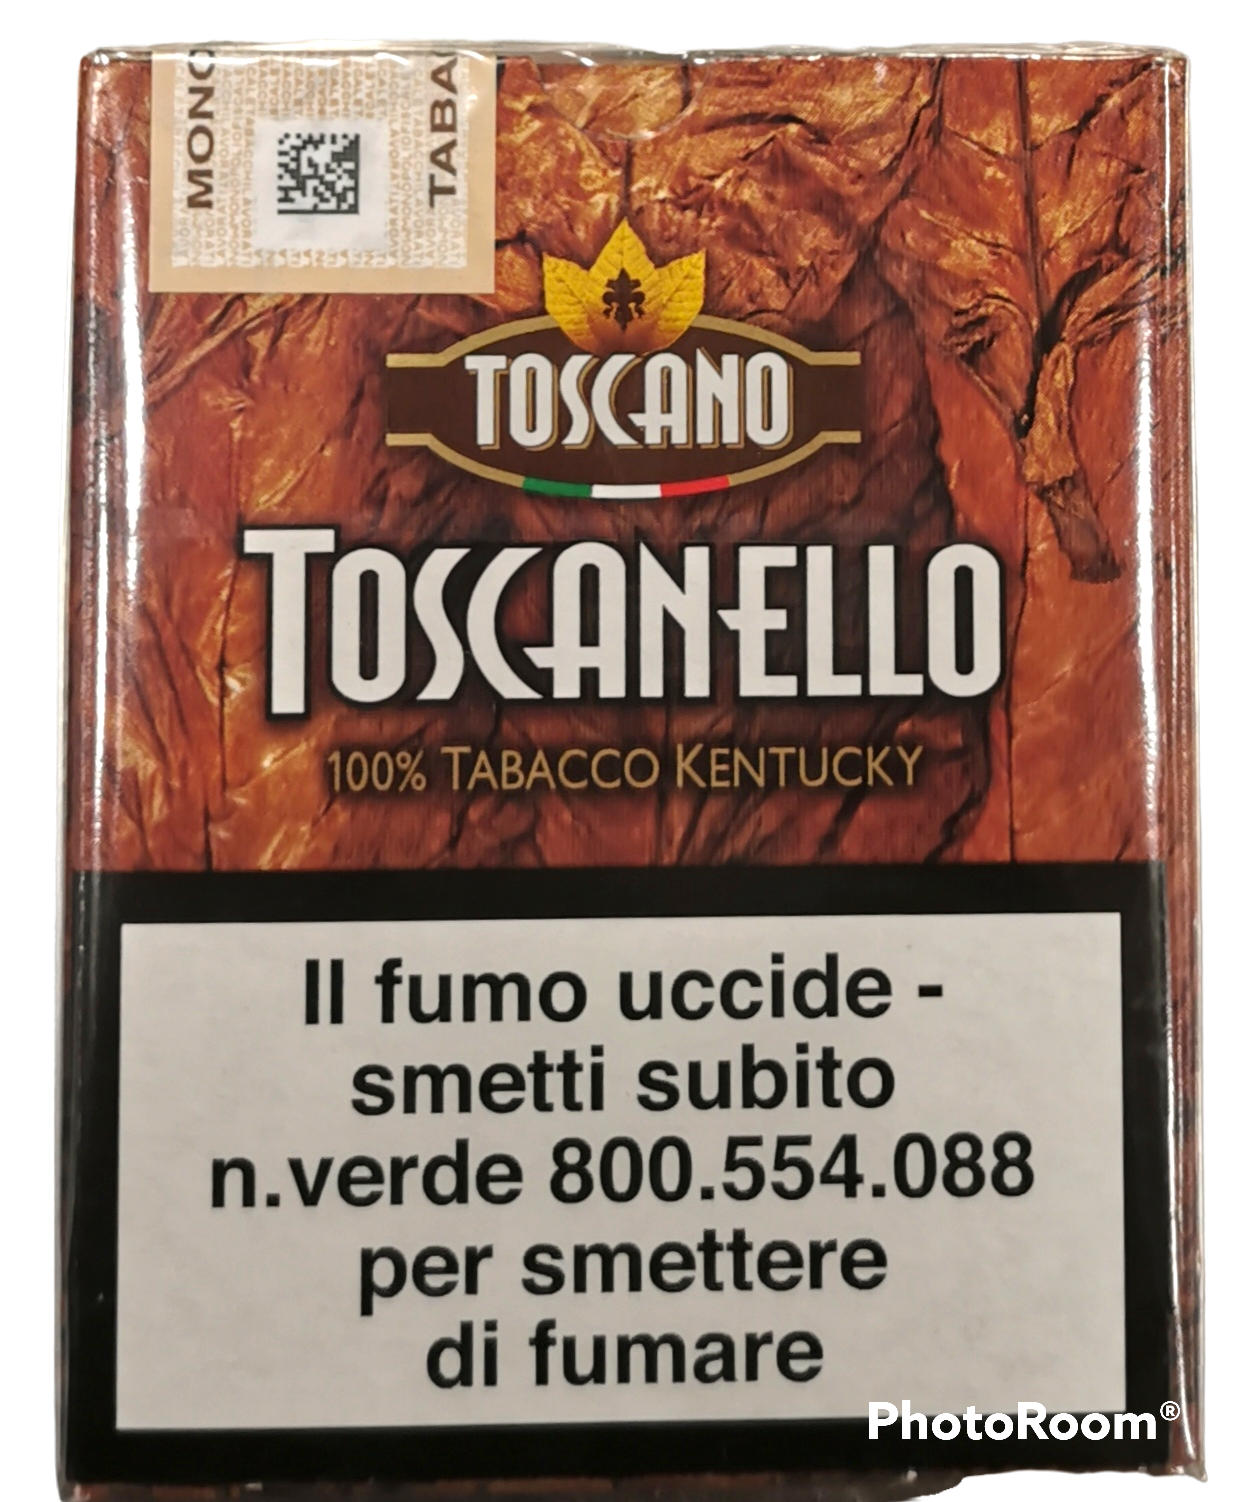 MONO
TABA
TOSCANO
TOSCANELLO
100% TABACCO KENTUCKY
Il fumo uccide -
smetti subito
n.verde 800.554.088
per smettere
di fumare
PhotoRoom®